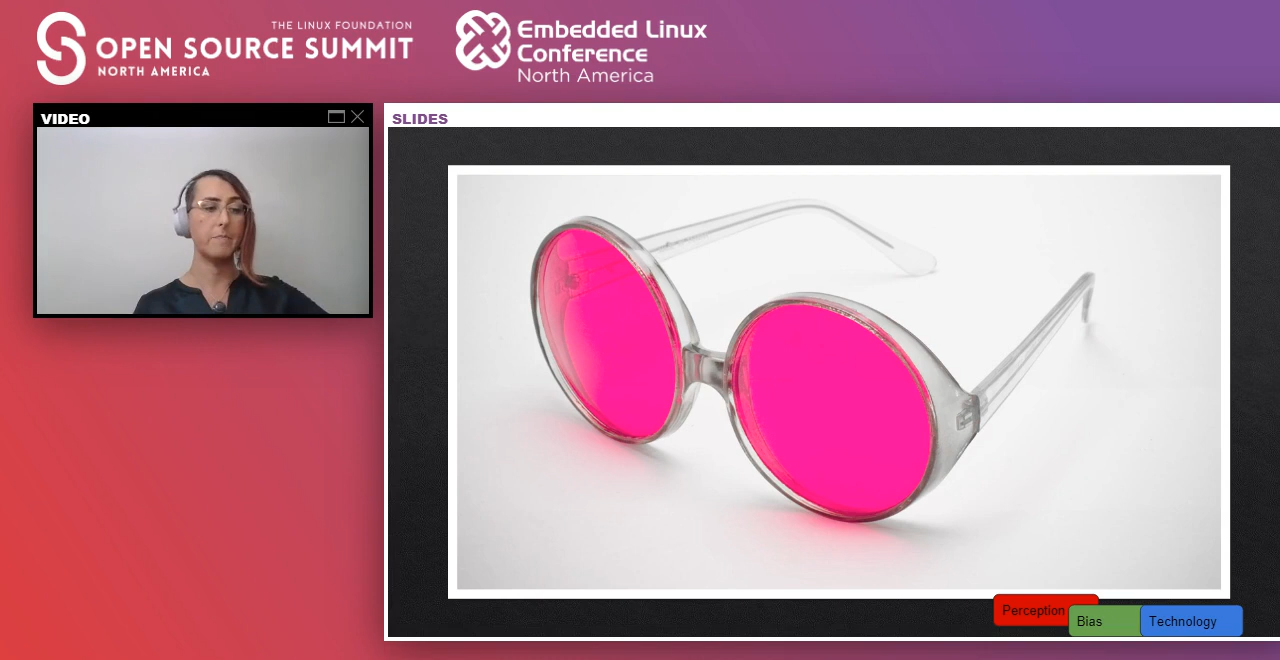 THE LINUX FOUNDATION
OPEN SOURCE SUMMIT
NORTH AMERICA
Embedded Linux
Conference
North America
VIDEO
SLIDES
Perception
Bias
Technology